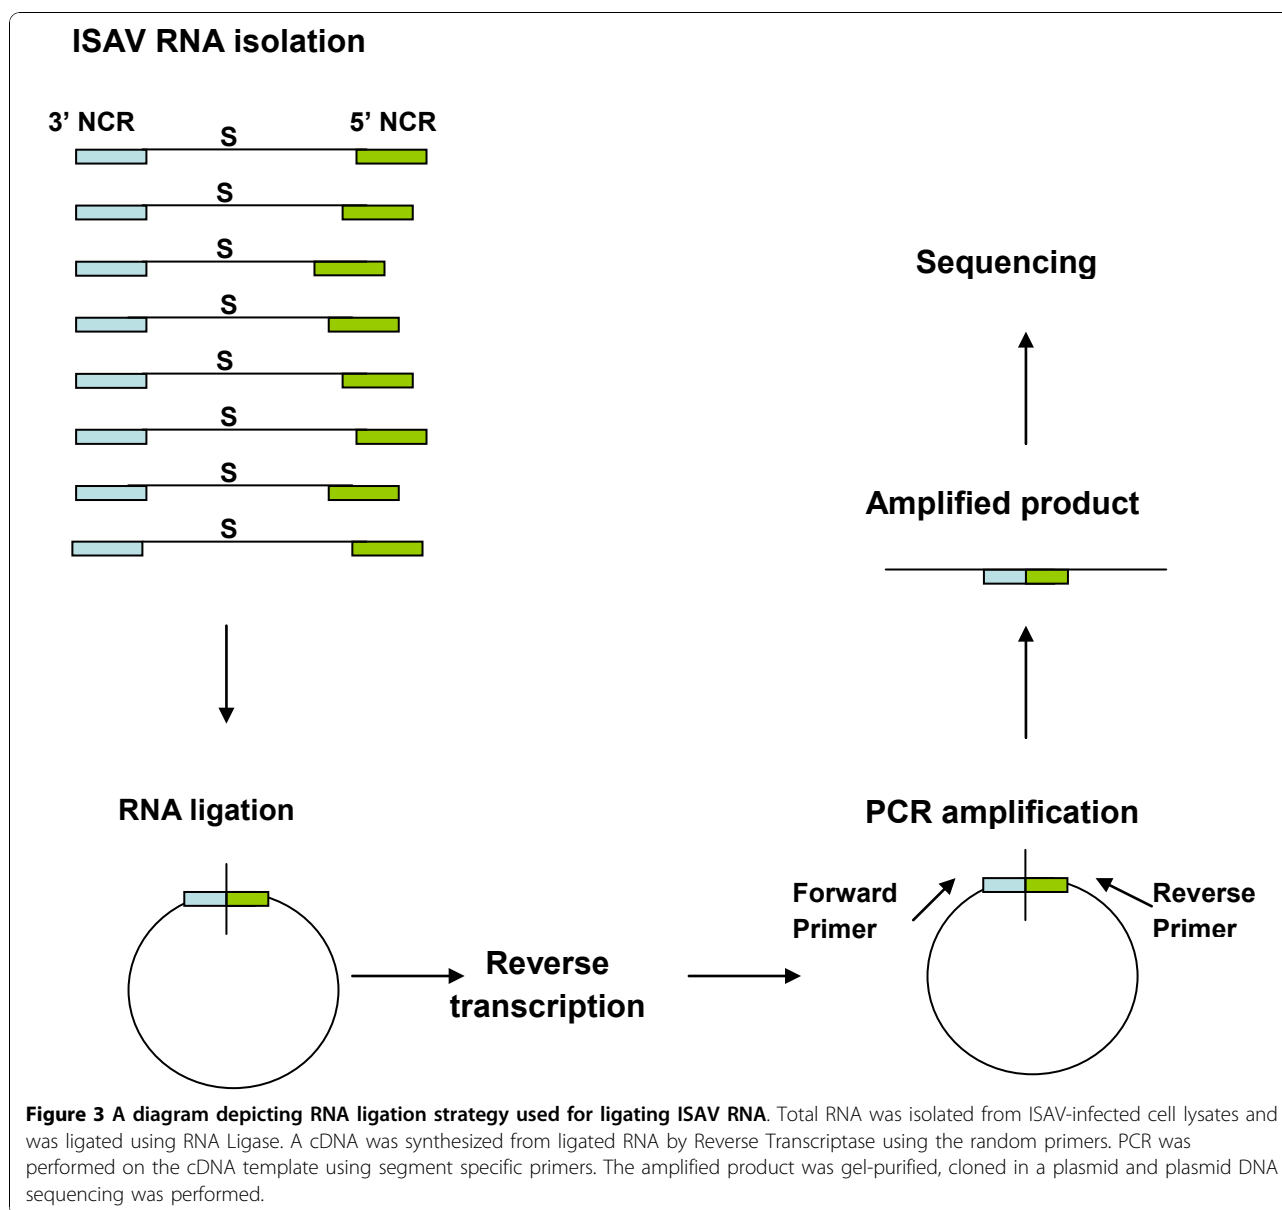 ISAV RNA isolation
3' NCR
5' NCR
S
S
S
S
S
S
S
S
RNA ligation
Reverse
transcription
Sequencing
Amplified product
PCR amplification
Forward
Primer
Reverse
Primer
Figure 3 A diagram depicting RNA ligation strategy used for ligating ISAV RNA. Total RNA was isolated from ISAV-infected cell lysates and
was ligated using RNA Ligase. A cDNA was synthesized from ligated RNA by Reverse Transcriptase using the random primers. PCR was
performed on the cDNA template using segment specific primers. The amplified product was gel-purified, cloned in a plasmid and plasmid DNA
sequencing was performed.